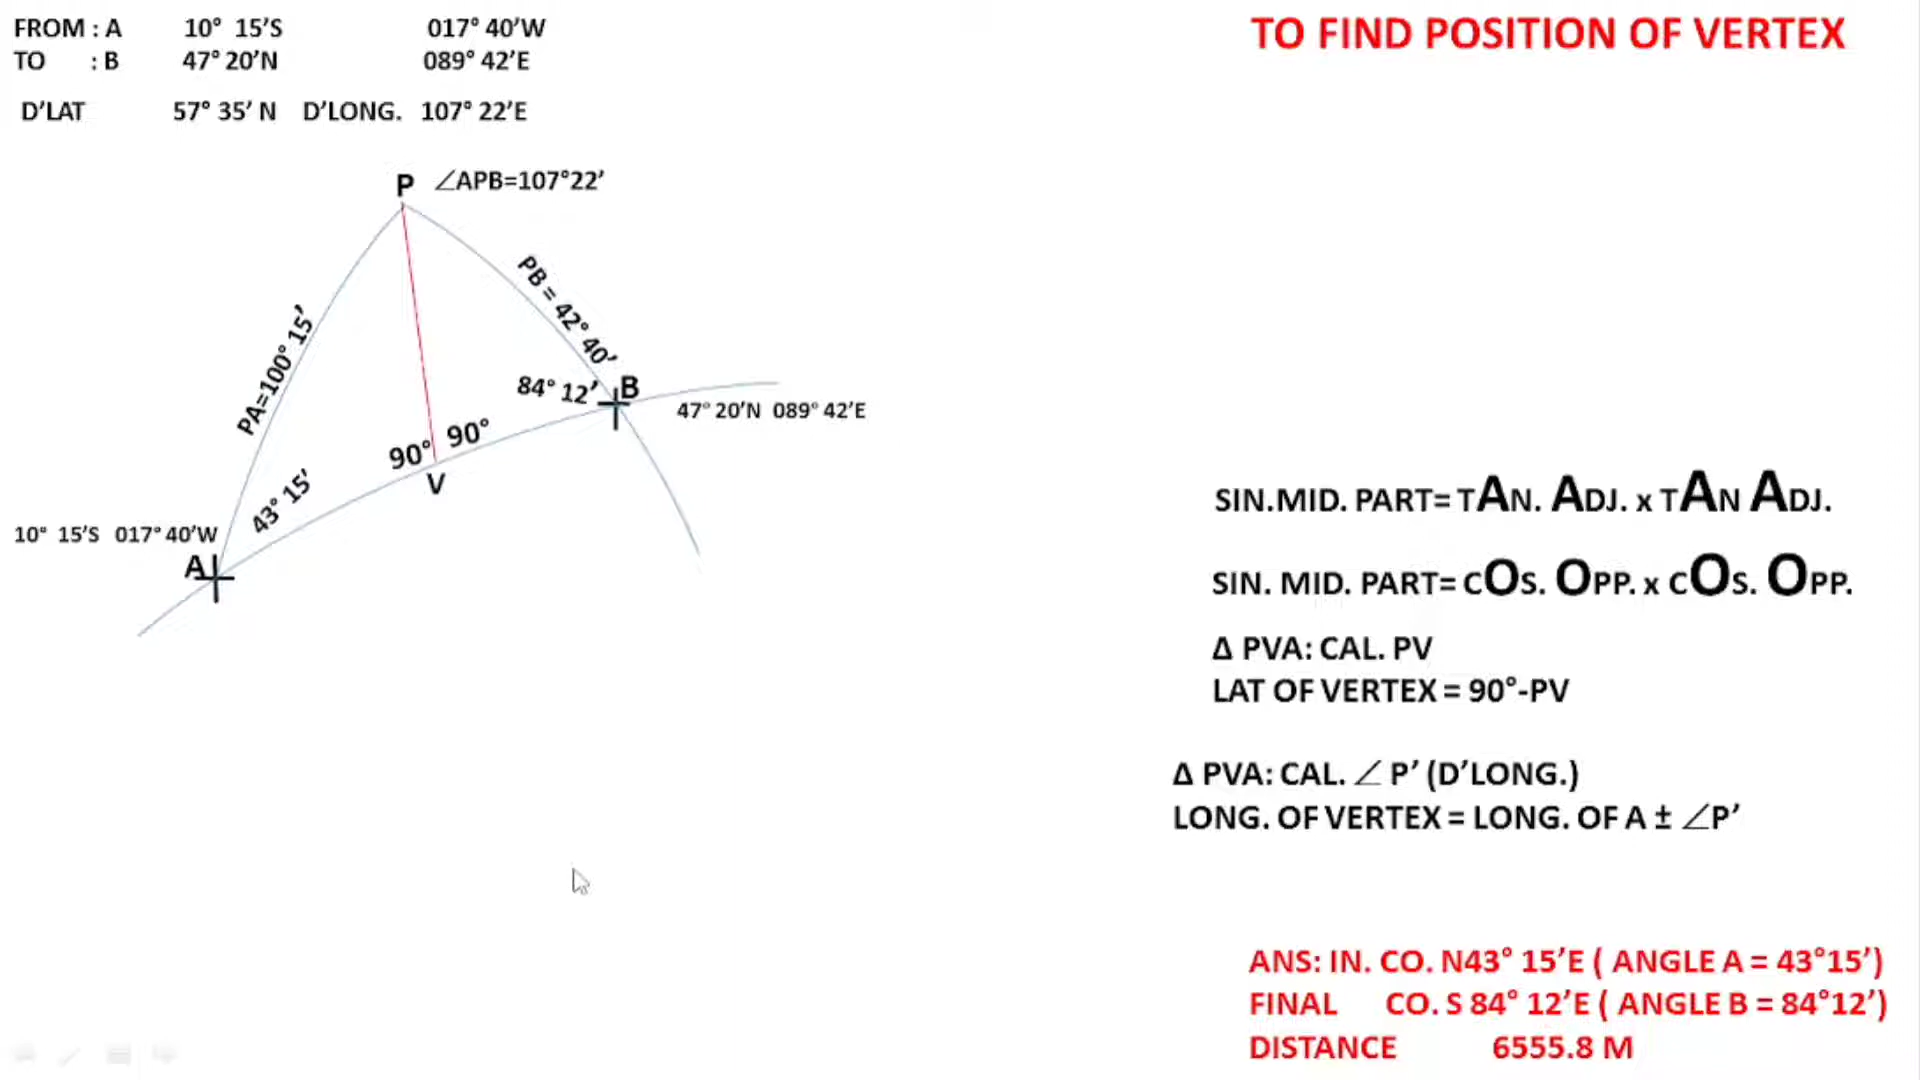 FROM : A 10° 15'S 017° 40'W
TO : B 47° 20'N 089° 42'E
D'LAT 57° 35' N D'LONG. 107° 22'E
TO FIND POSITION OF VERTEX
P ∠APB=107°22'
PA=100° 15'
PB = 42° 40'
84° 12' B
47° 20'N 089° 42'E
90° 90°
V
43° 15'
10° 15'S 017° 40'W
A
SIN.MID. PART= TAN. ADJ. x TAN ADJ.
SIN. MID. PART= COS. OPP. x COS. OPP.
Δ PVA: CAL. PV
LAT OF VERTEX = 90°-PV
Δ PVA: CAL. ∠ P' (D'LONG.)
LONG. OF VERTEX = LONG. OF A ± ∠P'
ANS: IN. CO. N43° 15'E ( ANGLE A = 43°15')
FINAL CO. S 84° 12'E ( ANGLE B = 84°12')
DISTANCE 6555.8 M